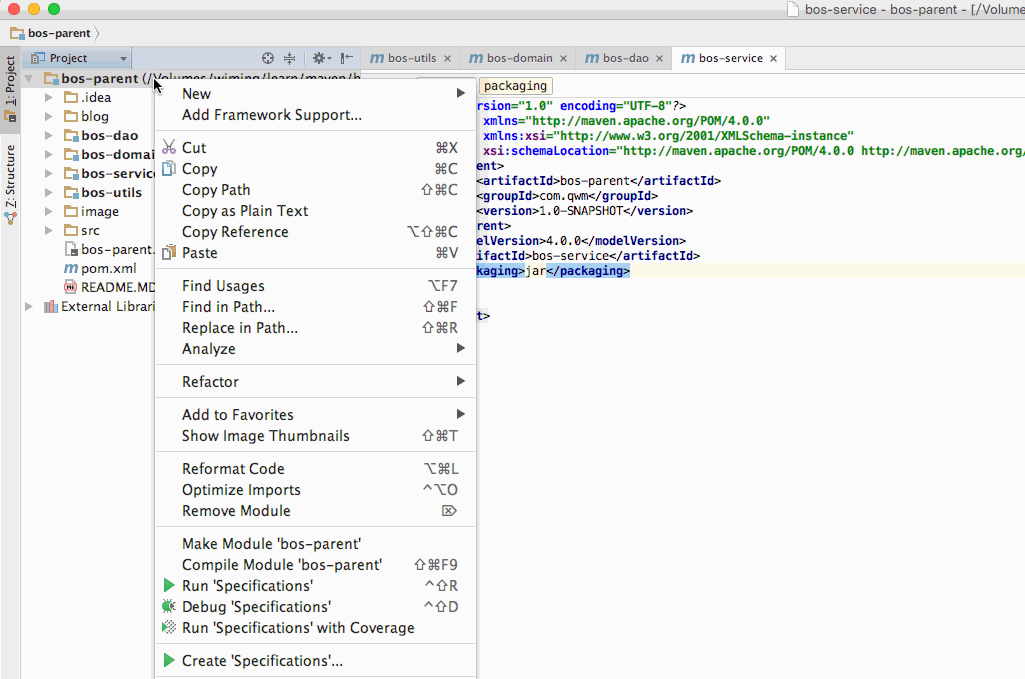 bos-service - bos-parent - [/Volume
bos-parent
1: Project
Z: Structure
Project
bos-utils
bos-domain
bos-dao
bos-service
bos-parent (/Volumes/wiming/learn/maven/b
.idea
blog
bos-dao
bos-domai
bos-service
bos-utils
image
src
bos-parent.
pom.xml
README.MD
External Librari
New
Add Framework Support...
Cut ⌘X
Copy ⌘C
Copy Path ⇧⌘C
Copy as Plain Text
Copy Reference ⌥⇧⌘C
Paste ⌘V
Find Usages ⌥F7
Find in Path... ⇧⌘F
Replace in Path... ⇧⌘R
Analyze
Refactor
Add to Favorites
Show Image Thumbnails ⇧⌘T
Reformat Code ⌥⌘L
Optimize Imports ^⌥O
Remove Module ⌦
Make Module 'bos-parent'
Compile Module 'bos-parent' ⇧⌘F9
Run 'Specifications' ^⇧R
Debug 'Specifications' ^⇧D
Run 'Specifications' with Coverage
Create 'Specifications'...
packaging
rsion="1.0" encoding="UTF-8"?>
xmlns="http://maven.apache.org/POM/4.0.0"
xmlns:xsi="http://www.w3.org/2001/XMLSchema-instance"
xsi:schemaLocation="http://maven.apache.org/POM/4.0.0 http://maven.apache.org/
ent>
<artifactId>bos-parent</artifactId>
<groupId>com.qwm</groupId>
<version>1.0-SNAPSHOT</version>
rent>
elVersion>4.0.0</modelVersion>
ifactId>bos-service</artifactId>
kaging>jar</packaging>
t>